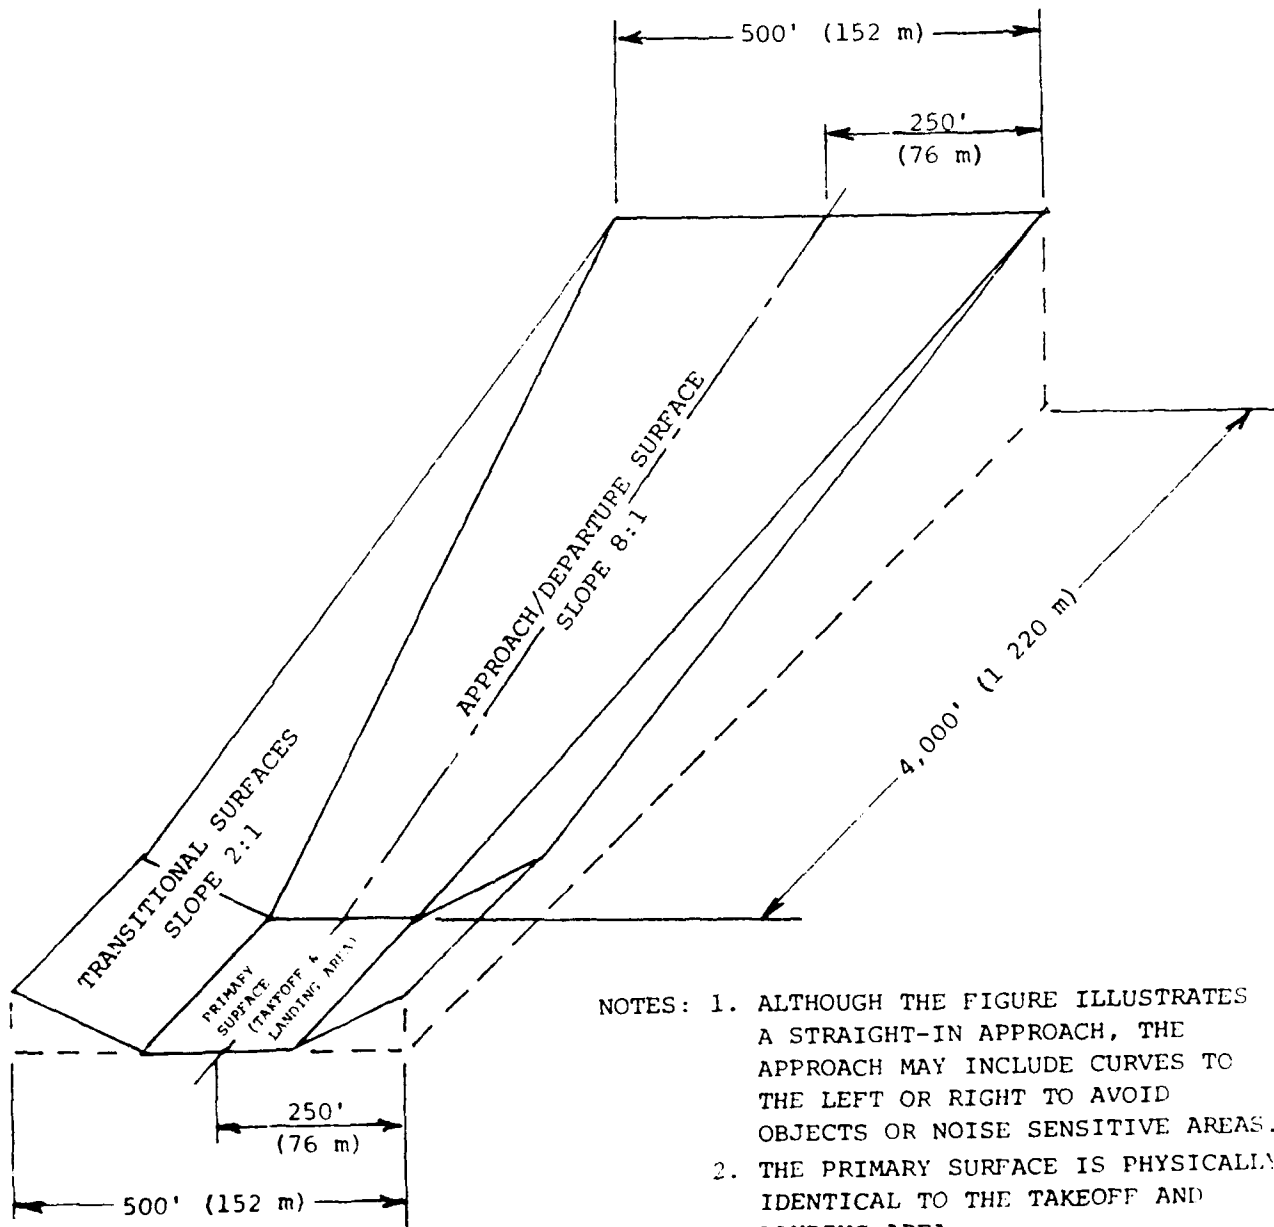 500' (152 m)
250'
(76 m)
APPROACH/DEPARTURE SURFACE
SLOPE 8:1
4,000' (1 220 m)
TRANSITIONAL SURFACES
SLOPE 2:1
PRIMARY
SURFACE
(TAKEOFF &
LANDING AREA)
250'
(76 m)
500' (152 m)
NOTES: 1. ALTHOUGH THE FIGURE ILLUSTRATES
A STRAIGHT-IN APPROACH, THE
APPROACH MAY INCLUDE CURVES TO
THE LEFT OR RIGHT TO AVOID
OBJECTS OR NOISE SENSITIVE AREAS.
2. THE PRIMARY SURFACE IS PHYSICALLY
IDENTICAL TO THE TAKEOFF AND